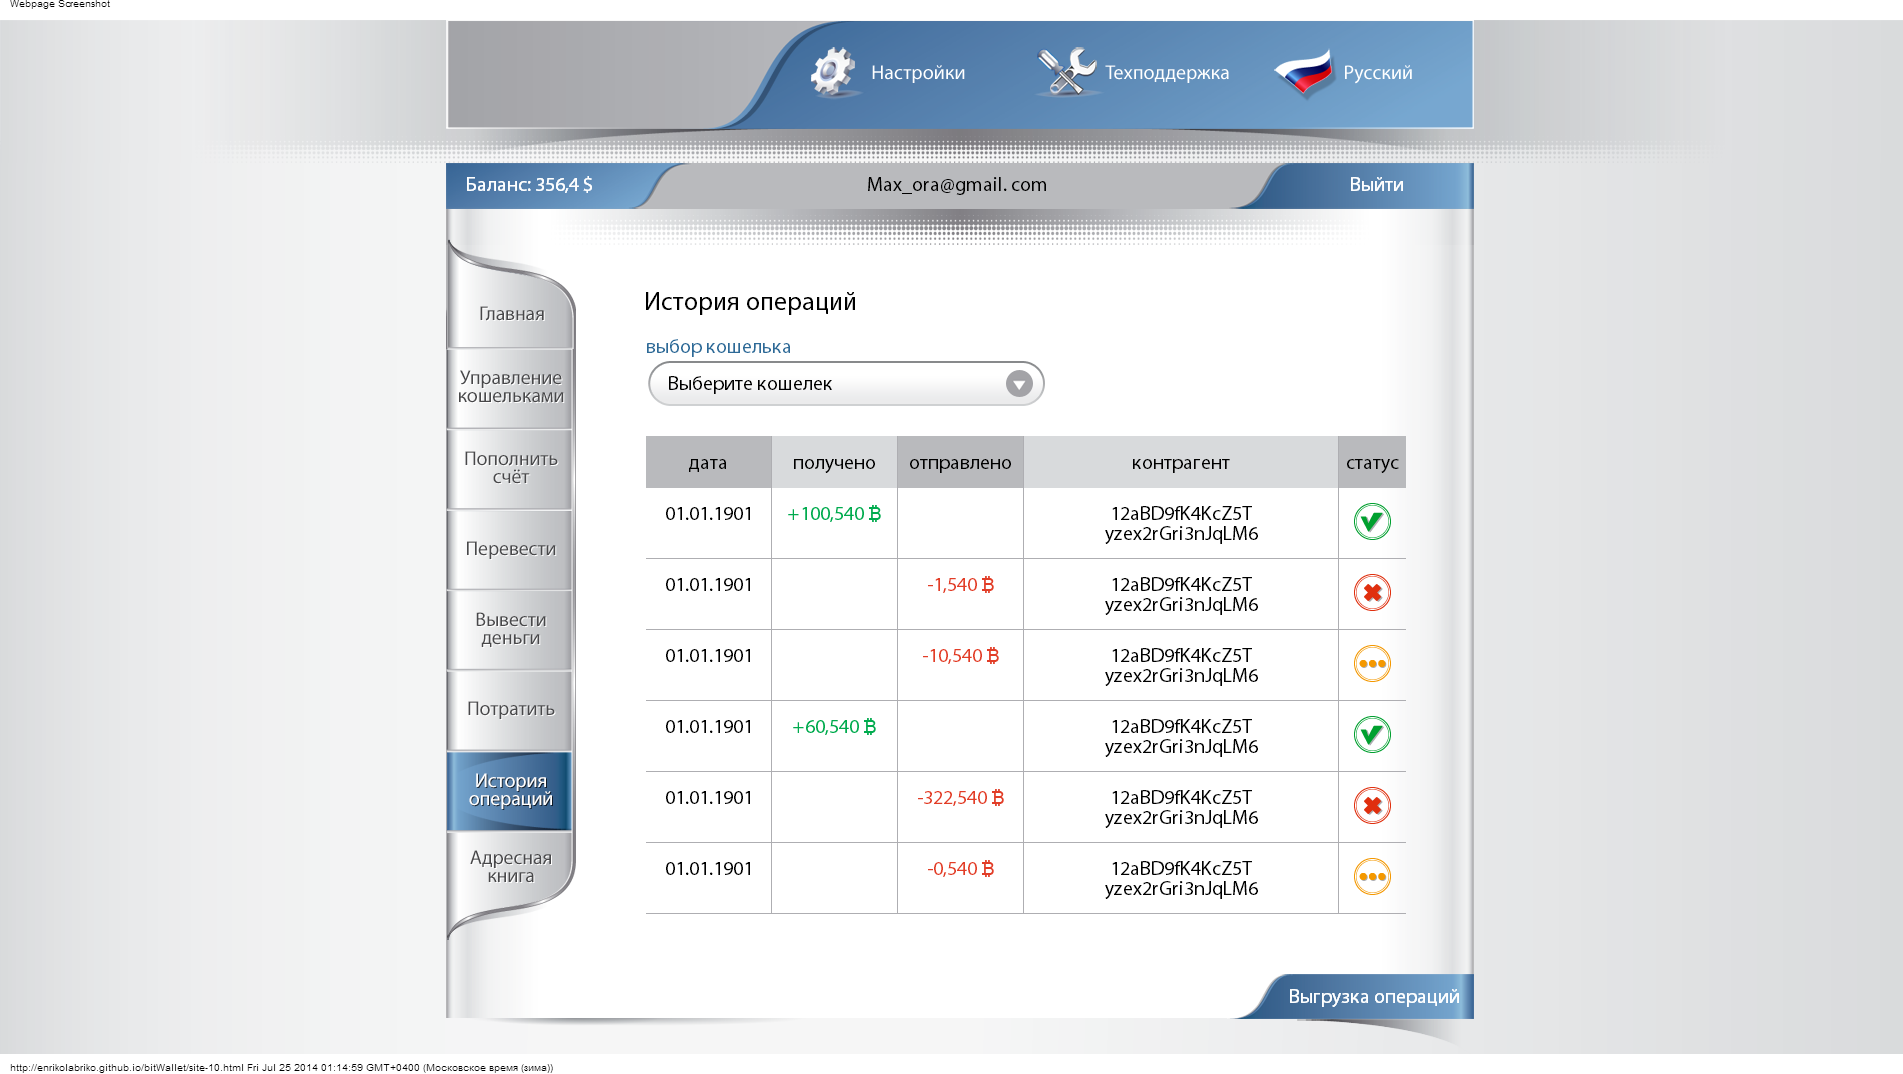 Webpage Screenshot
Настройки
Техподдержка
Русский
Баланс: 356,4 $
Max_ora@gmail. com
Выйти
Главная
Управление
кошельками
Пополнить
счёт
Перевести
Вывести
деньги
Потратить
История
операций
Адресная
книга
История операций
выбор кошелька
Выберите кошелек
дата получено отправлено контрагент статус
01.01.1901 +100,540 ₿ 12aBD9fK4KcZ5T
yzex2rGri3nJqLM6
01.01.1901 -1,540 ₿ 12aBD9fK4KcZ5T
yzex2rGri3nJqLM6
01.01.1901 -10,540 ₿ 12aBD9fK4KcZ5T
yzex2rGri3nJqLM6
01.01.1901 +60,540 ₿ 12aBD9fK4KcZ5T
yzex2rGri3nJqLM6
01.01.1901 -322,540 ₿ 12aBD9fK4KcZ5T
yzex2rGri3nJqLM6
01.01.1901 -0,540 ₿ 12aBD9fK4KcZ5T
yzex2rGri3nJqLM6
Выгрузка операций
http://enrikolabriko.github.io/bitWallet/site-10.html Fri Jul 25 2014 01:14:59 GMT+0400 (Московское время (зима))